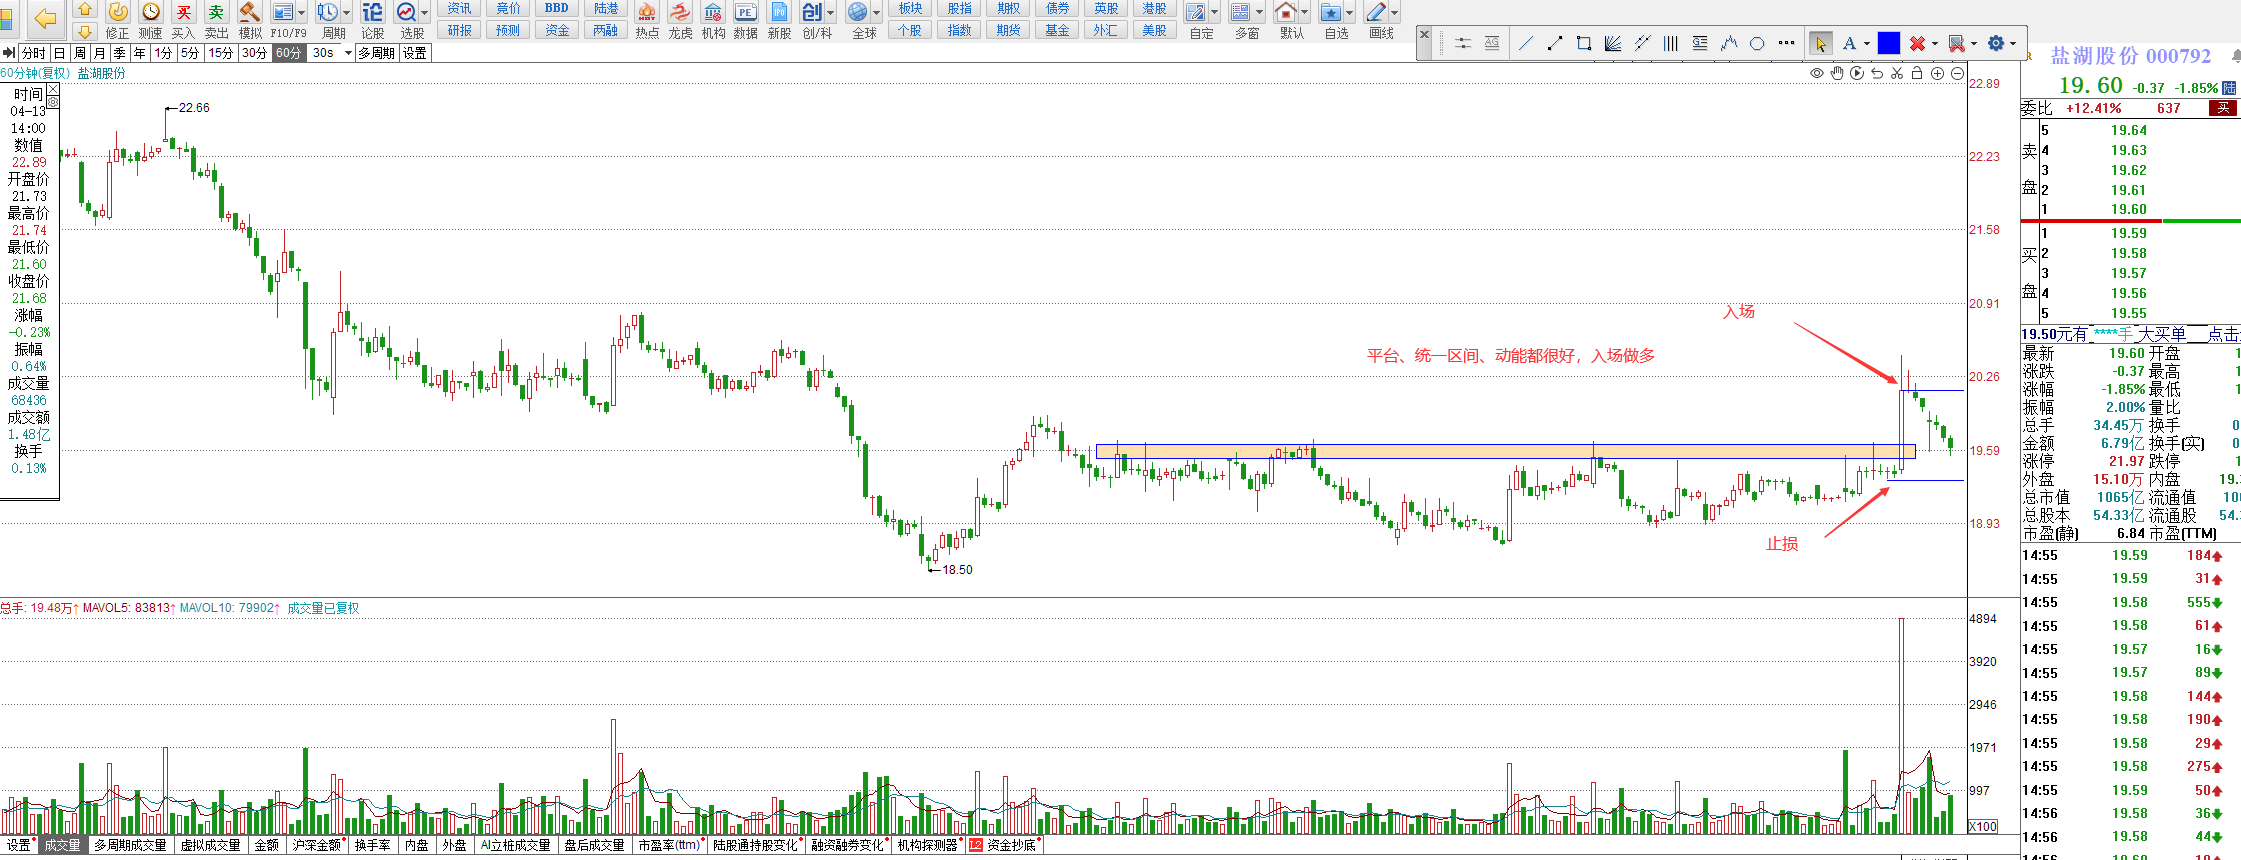 修正 测速 买入 卖出 模拟 F10/F9 周期 论股 选股 热点 龙虎 机构 数据 新股 创/科 全球 自定 多窗 默认 自选 画线
资讯 竞价 BBD 陆港 板块 股指 期权 债券 英股 港股
研报 预测 资金 两融 个股 指数 期货 基金 外汇 美股
分时 日 周 月 季 年 1分 5分 15分 30分 60分 30s 多周期 设置
60分钟(复权) 盐湖股份
盐湖股份 000792
19.60 -0.37 -1.85% 陆
委比 +12.41% 637 买
时间
04-13
14:00
数值
22.89
开盘价
21.73
最高价
21.74
最低价
21.60
收盘价
21.68
涨幅
-0.23%
振幅
0.64%
成交量
68436
成交额
1.48亿
换手
0.13%
22.66
18.50
入场
平台、统一区间、动能都很好，入场做多
止损
22.89
22.23
21.58
20.91
20.26
19.59
18.93
总手: 19.48万↑ MAVOL5: 83813↑ MAVOL10: 79902↑ 成交量已复权
4894
3920
2946
1971
997
X100
卖盘
5 19.64
4 19.63
3 19.62
2 19.61
1 19.60
买盘
1 19.59
2 19.58
3 19.57
4 19.56
5 19.55
19.50元有 ****手 大买单 点击
最新 19.60 开盘
涨跌 -0.37 最高
涨幅 -1.85% 最低
振幅 2.00% 量比
总手 34.45万 换手
金额 6.79亿 换手(实)
涨停 21.97 跌停
外盘 15.10万 内盘
总市值 1065亿 流通值
总股本 54.33亿 流通股
市盈(静) 6.84 市盈(TTM)
14:55 19.59 184
14:55 19.59 31
14:55 19.58 555
14:55 19.58 61
14:55 19.57 16
14:55 19.57 89
14:55 19.58 144
14:55 19.58 190
14:55 19.58 29
14:55 19.58 275
14:55 19.59 50
14:56 19.58 36
14:56 19.58 44
设置 成交量 多周期成交量 虚拟成交量 金额 沪深金额 换手率 内盘 外盘 AI立桩成交量 盘后成交量 市盈率(ttm) 陆股通持股变化 融资融券变化 机构探测器 L2 资金抄底